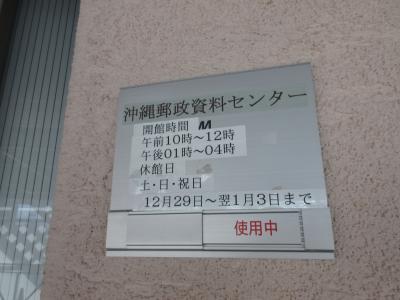 沖縄郵政資料センター
開館時間 M
午前10時～12時
午後01時～04時
休館日
土・日・祝日
12月29日～翌1月3日まで
使用中